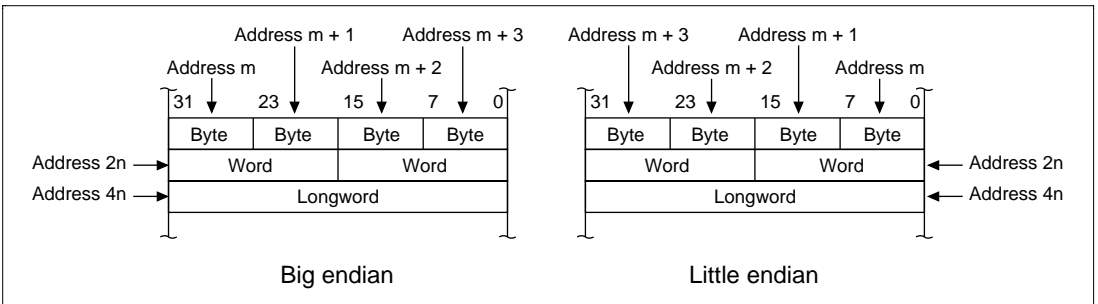 Address m + 1 Address m + 3 Address m + 3 Address m + 1
Address m Address m + 2 Address m + 2 Address m
31 23 15 7 0 31 23 15 7 0
Byte Byte Byte Byte Byte Byte Byte Byte
Address 2n Word Word Word Word Address 2n
Address 4n Longword Longword Address 4n
Big endian Little endian